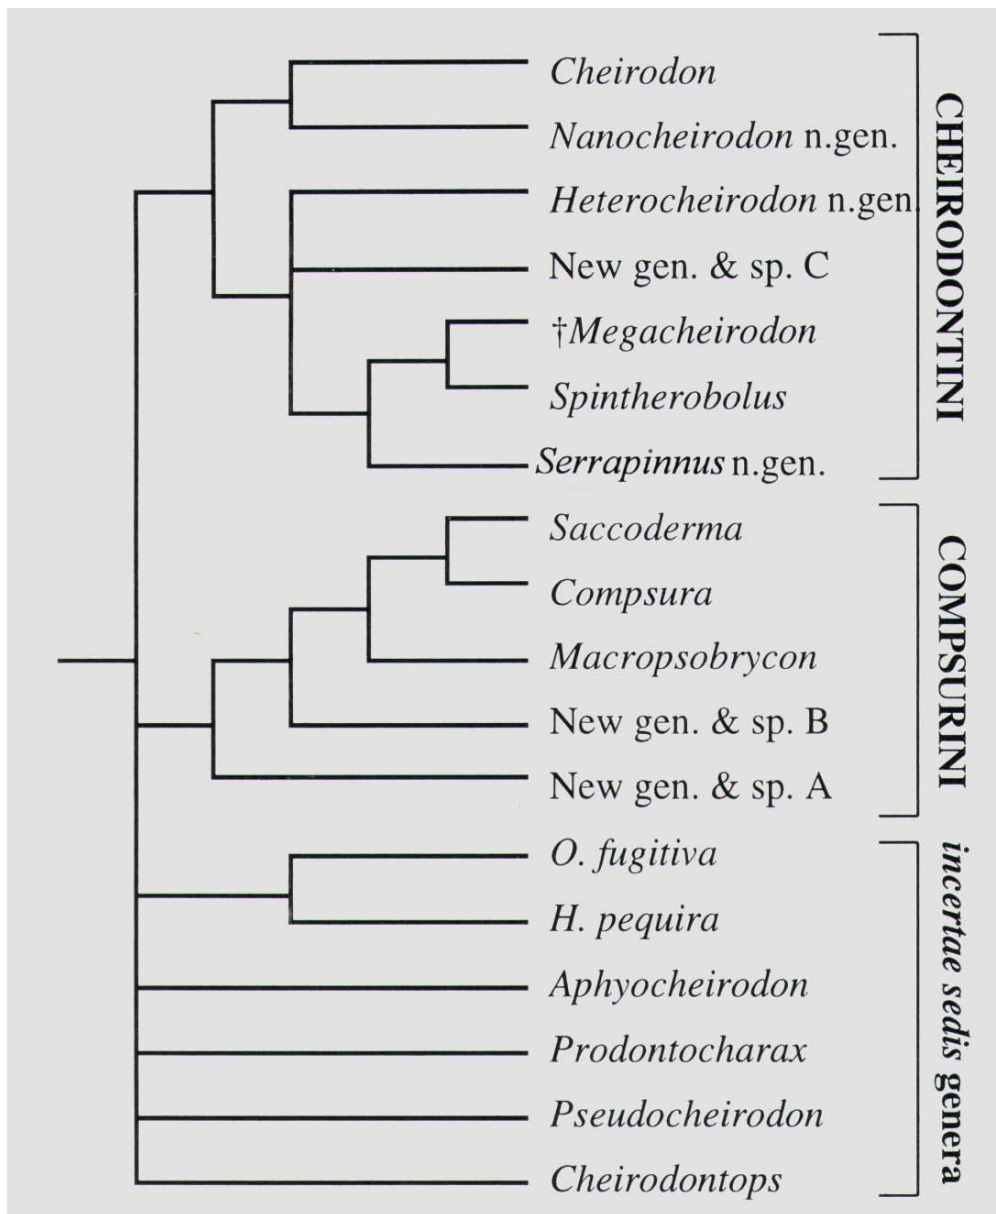 Cheirodon
Nanocheirodon n.gen.
Heterocheirodon n.gen.
New gen. & sp. C
†Megacheirodon
Spintherobolus
Serrapinnus n.gen.
CHEIRODONTINI
Saccoderma
Compsura
Macropsobrycon
New gen. & sp. B
New gen. & sp. A
COMPSURINI
O. fugitiva
H. pequira
Aphyocheirodon
Prodontocharax
Pseudocheirodon
Cheirodontops
incertae sedis genera